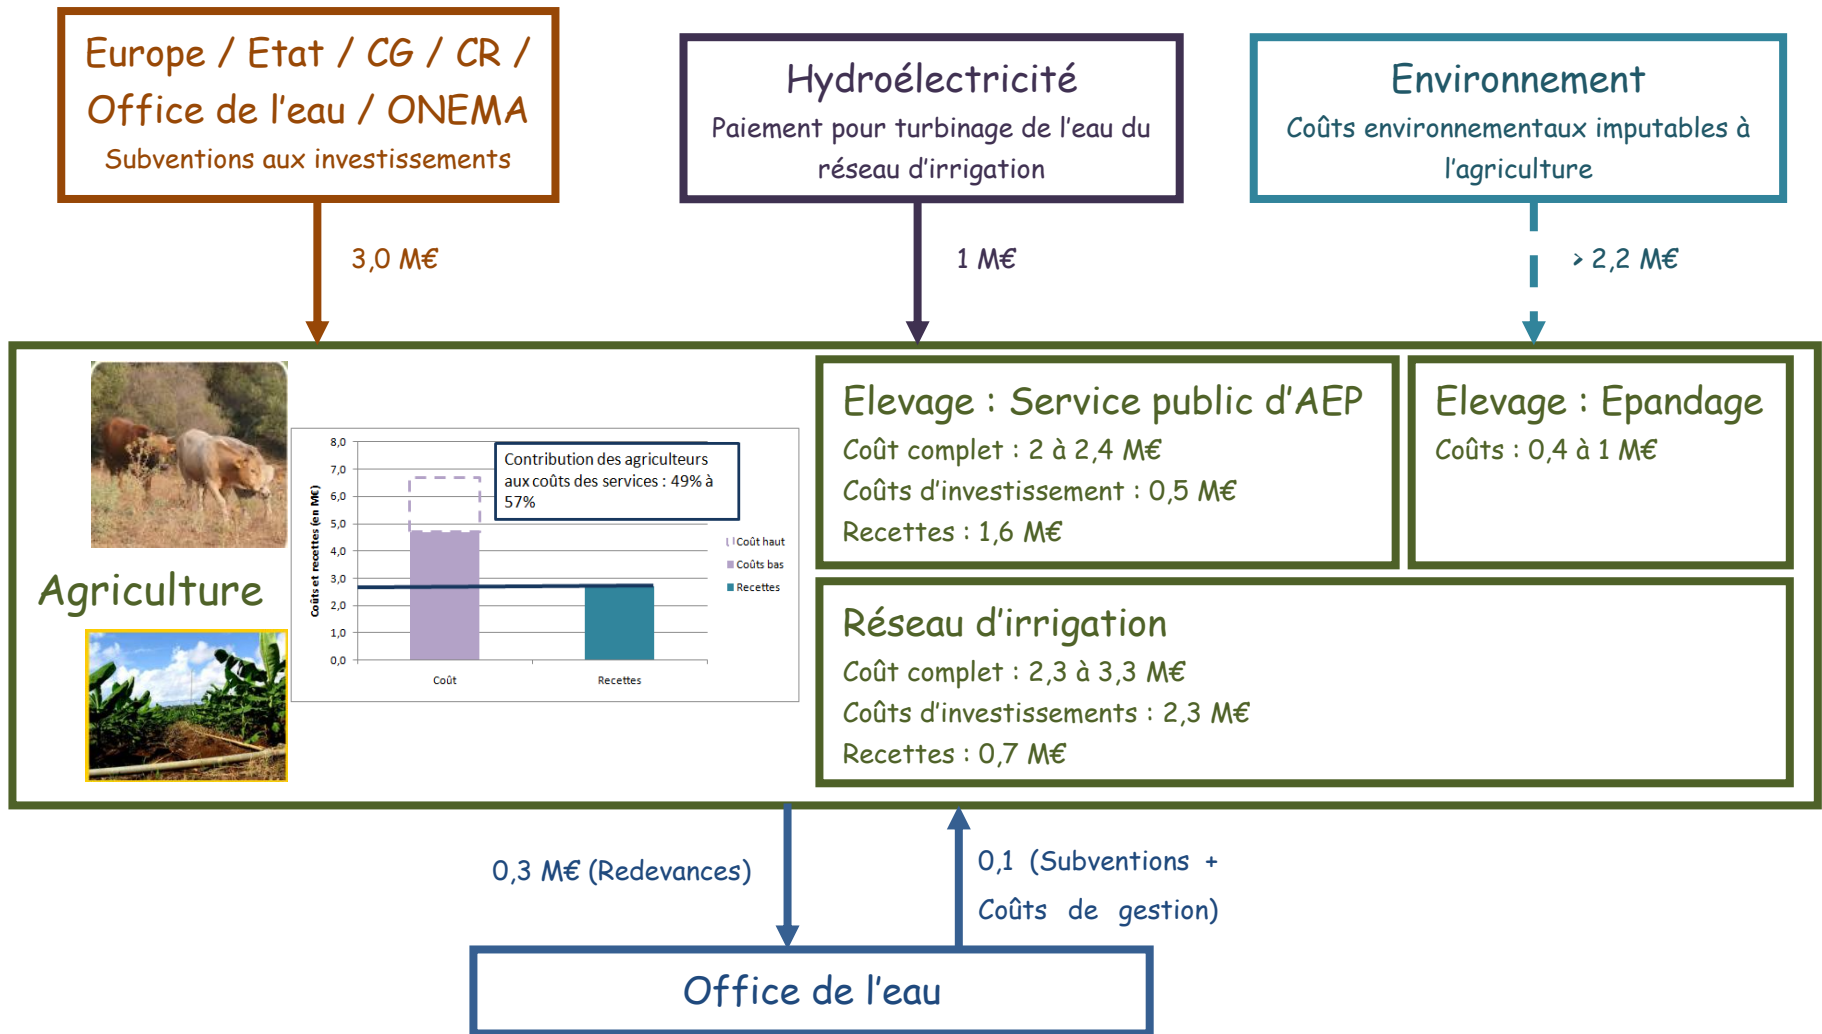 Europe / Etat / CG / CR /
Office de l'eau / ONEMA
Subventions aux investissements
Hydroélectricité
Paiement pour turbinage de l'eau du
réseau d'irrigation
Environnement
Coûts environnementaux imputables à
l'agriculture
3,0 M€
1 M€
> 2,2 M€
Agriculture
8,0
7,0
6,0
5,0
4,0
3,0
2,0
1,0
0,0
Coûts et recettes (en M€)
Contribution des agriculteurs
aux coûts des services : 49% à
57%
Coût haut
Coûts bas
Recettes
Coût
Recettes
Elevage : Service public d'AEP
Coût complet : 2 à 2,4 M€
Coûts d'investissement : 0,5 M€
Recettes : 1,6 M€
Elevage : Epandage
Coûts : 0,4 à 1 M€
Réseau d'irrigation
Coût complet : 2,3 à 3,3 M€
Coûts d'investissements : 2,3 M€
Recettes : 0,7 M€
0,3 M€ (Redevances)
0,1 (Subventions +
Coûts de gestion)
Office de l'eau